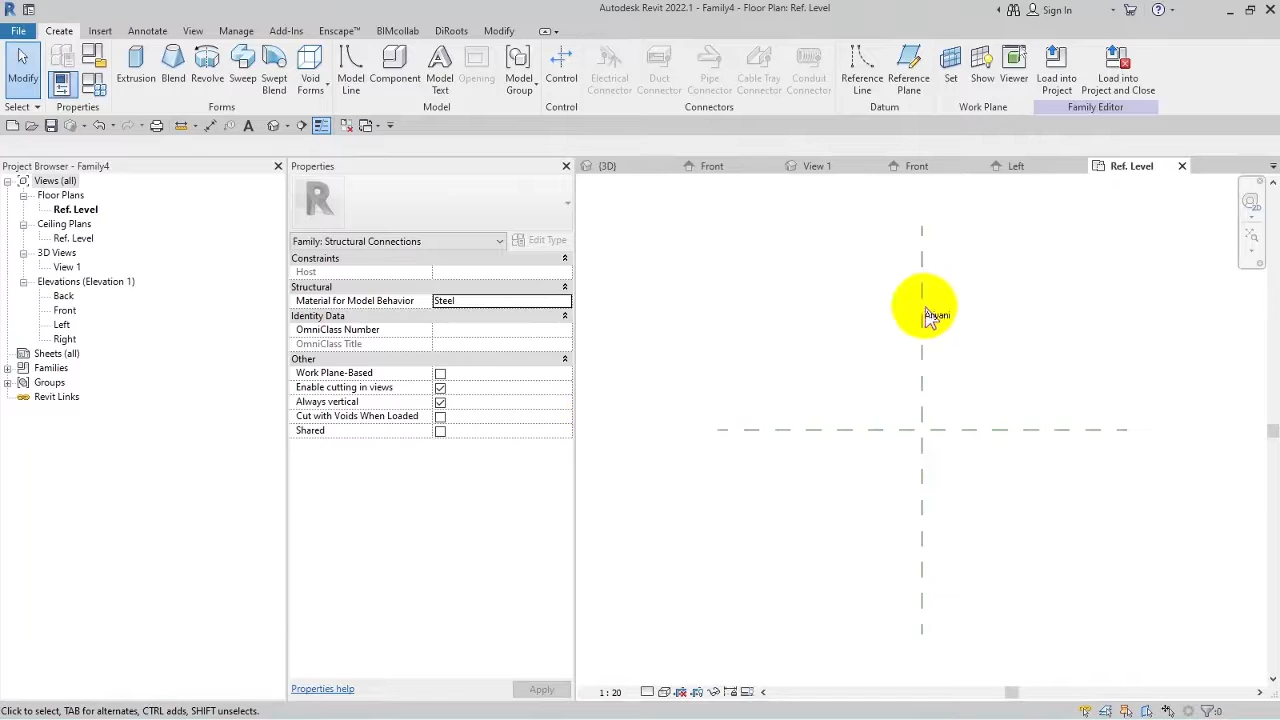 Autodesk Revit 2022.1 - Family4 - Floor Plan: Ref. Level
Sign In
File Create Insert Annotate View Manage Add-Ins Enscape™ BIMcollab DiRoots Modify
Modify
Extrusion Blend Revolve Sweep Swept Blend Void Forms
Model Line Component Model Text Opening Model Group
Control Electrical Connector Duct Connector Pipe Connector Cable Tray Connector Conduit Connector
Reference Line Reference Plane Set Show Viewer Load into Project Load into Project and Close
Select Properties Forms Model Control Connectors Datum Work Plane Family Editor
Project Browser - Family4
Views (all)
Floor Plans
Ref. Level
Ceiling Plans
Ref. Level
3D Views
View 1
Elevations (Elevation 1)
Back
Front
Left
Right
Sheets (all)
Families
Groups
Revit Links
Properties
Family: Structural Connections Edit Type
Constraints
Host
Structural
Material for Model Behavior Steel
Identity Data
OmniClass Number
OmniClass Title
Other
Work Plane-Based
Enable cutting in views
Always vertical
Cut with Voids When Loaded
Shared
Properties help Apply
{3D} Front View 1 Front Left Ref. Level
2D
1 : 20
Click to select, TAB for alternates, CTRL adds, SHIFT unselects.
:0